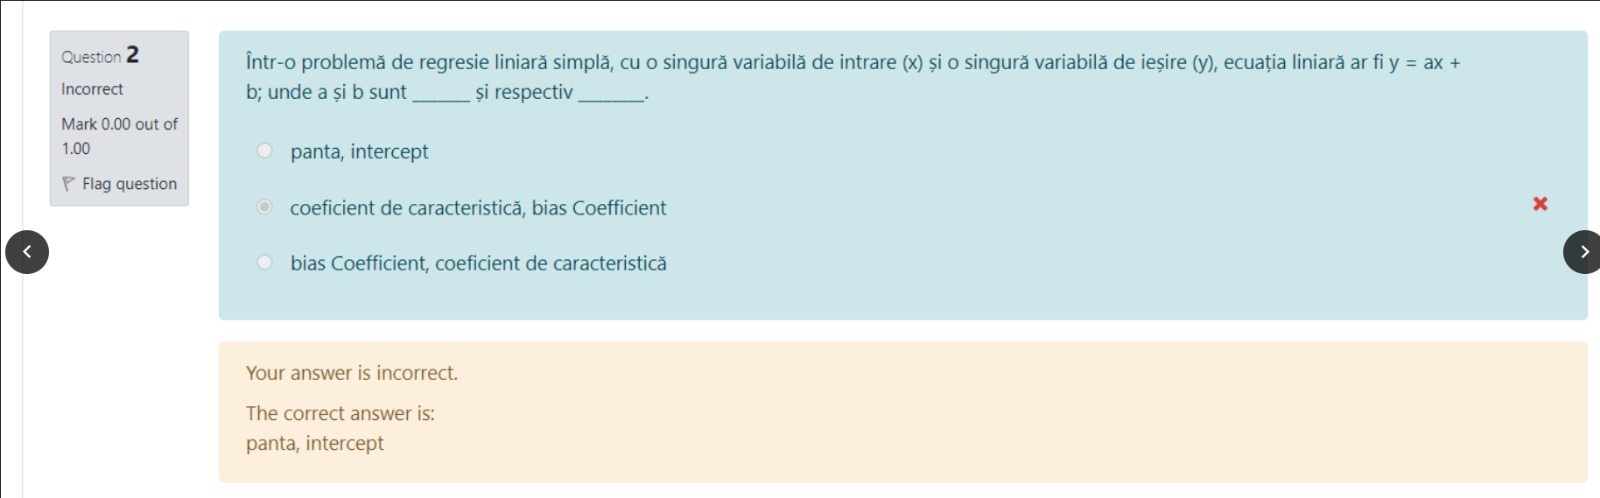 Question 2
Incorrect
Mark 0.00 out of
1.00
Flag question
Într-o problemă de regresie liniară simplă, cu o singură variabilă de intrare (x) și o singură variabilă de ieșire (y), ecuația liniară ar fi y = ax +
b; unde a și b sunt _______ și respectiv ________.
panta, intercept
coeficient de caracteristică, bias Coefficient
bias Coefficient, coeficient de caracteristică
Your answer is incorrect.
The correct answer is:
panta, intercept